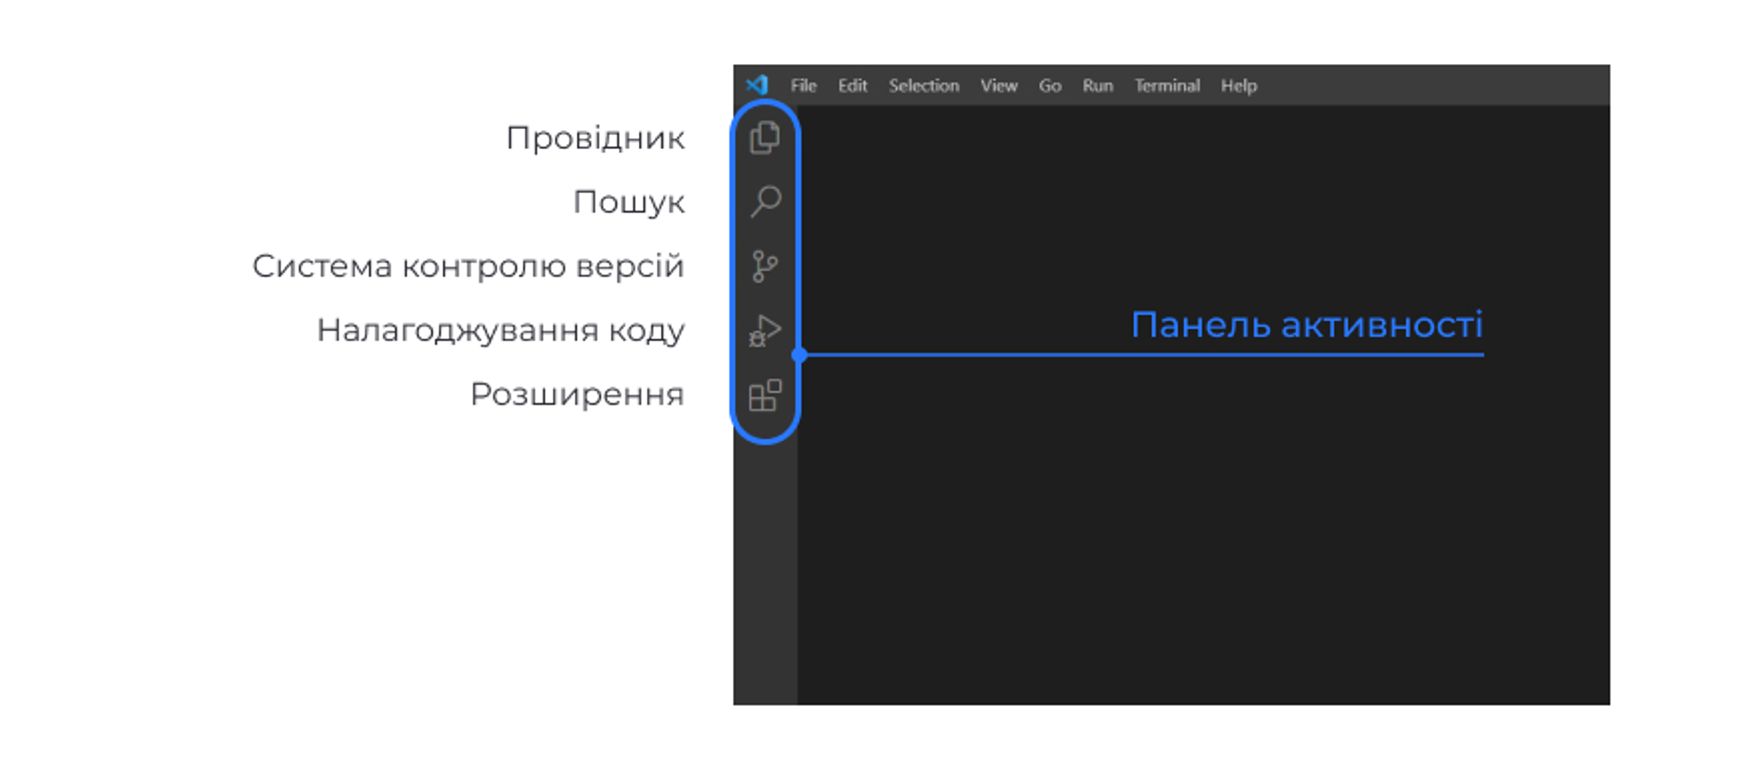 File Edit Selection View Go Run Terminal Help
Провідник
Пошук
Система контролю версій
Налагоджування коду
Розширення
Панель активності